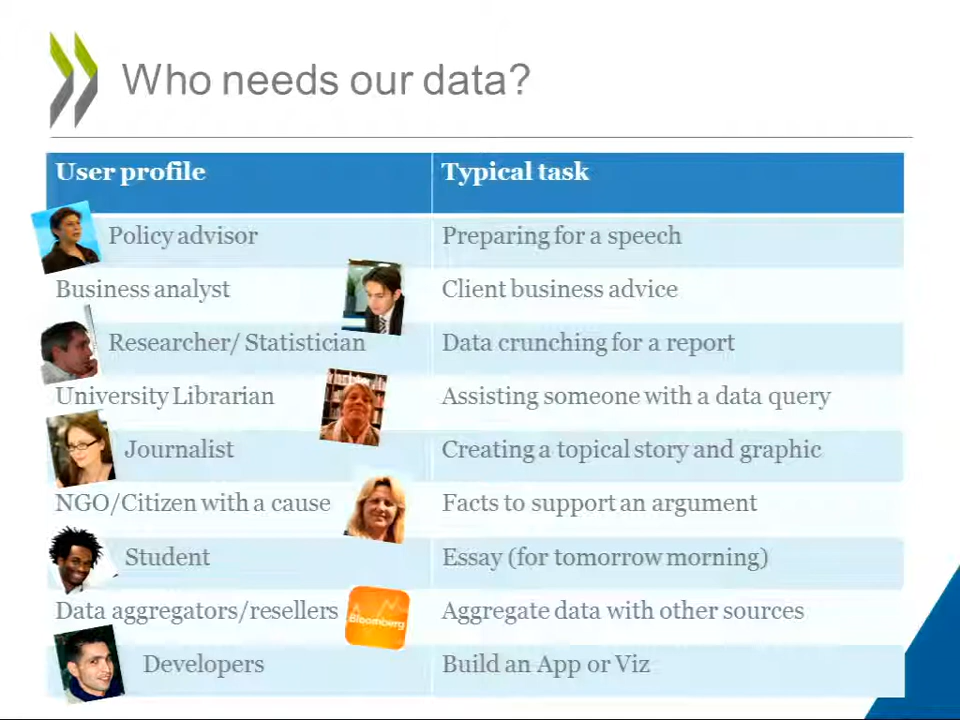 Who needs our data?
User profile Typical task
Policy advisor Preparing for a speech
Business analyst Client business advice
Researcher/ Statistician Data crunching for a report
University Librarian Assisting someone with a data query
Journalist Creating a topical story and graphic
NGO/Citizen with a cause Facts to support an argument
Student Essay (for tomorrow morning)
Data aggregators/resellers Bloomberg Aggregate data with other sources
Developers Build an App or Viz